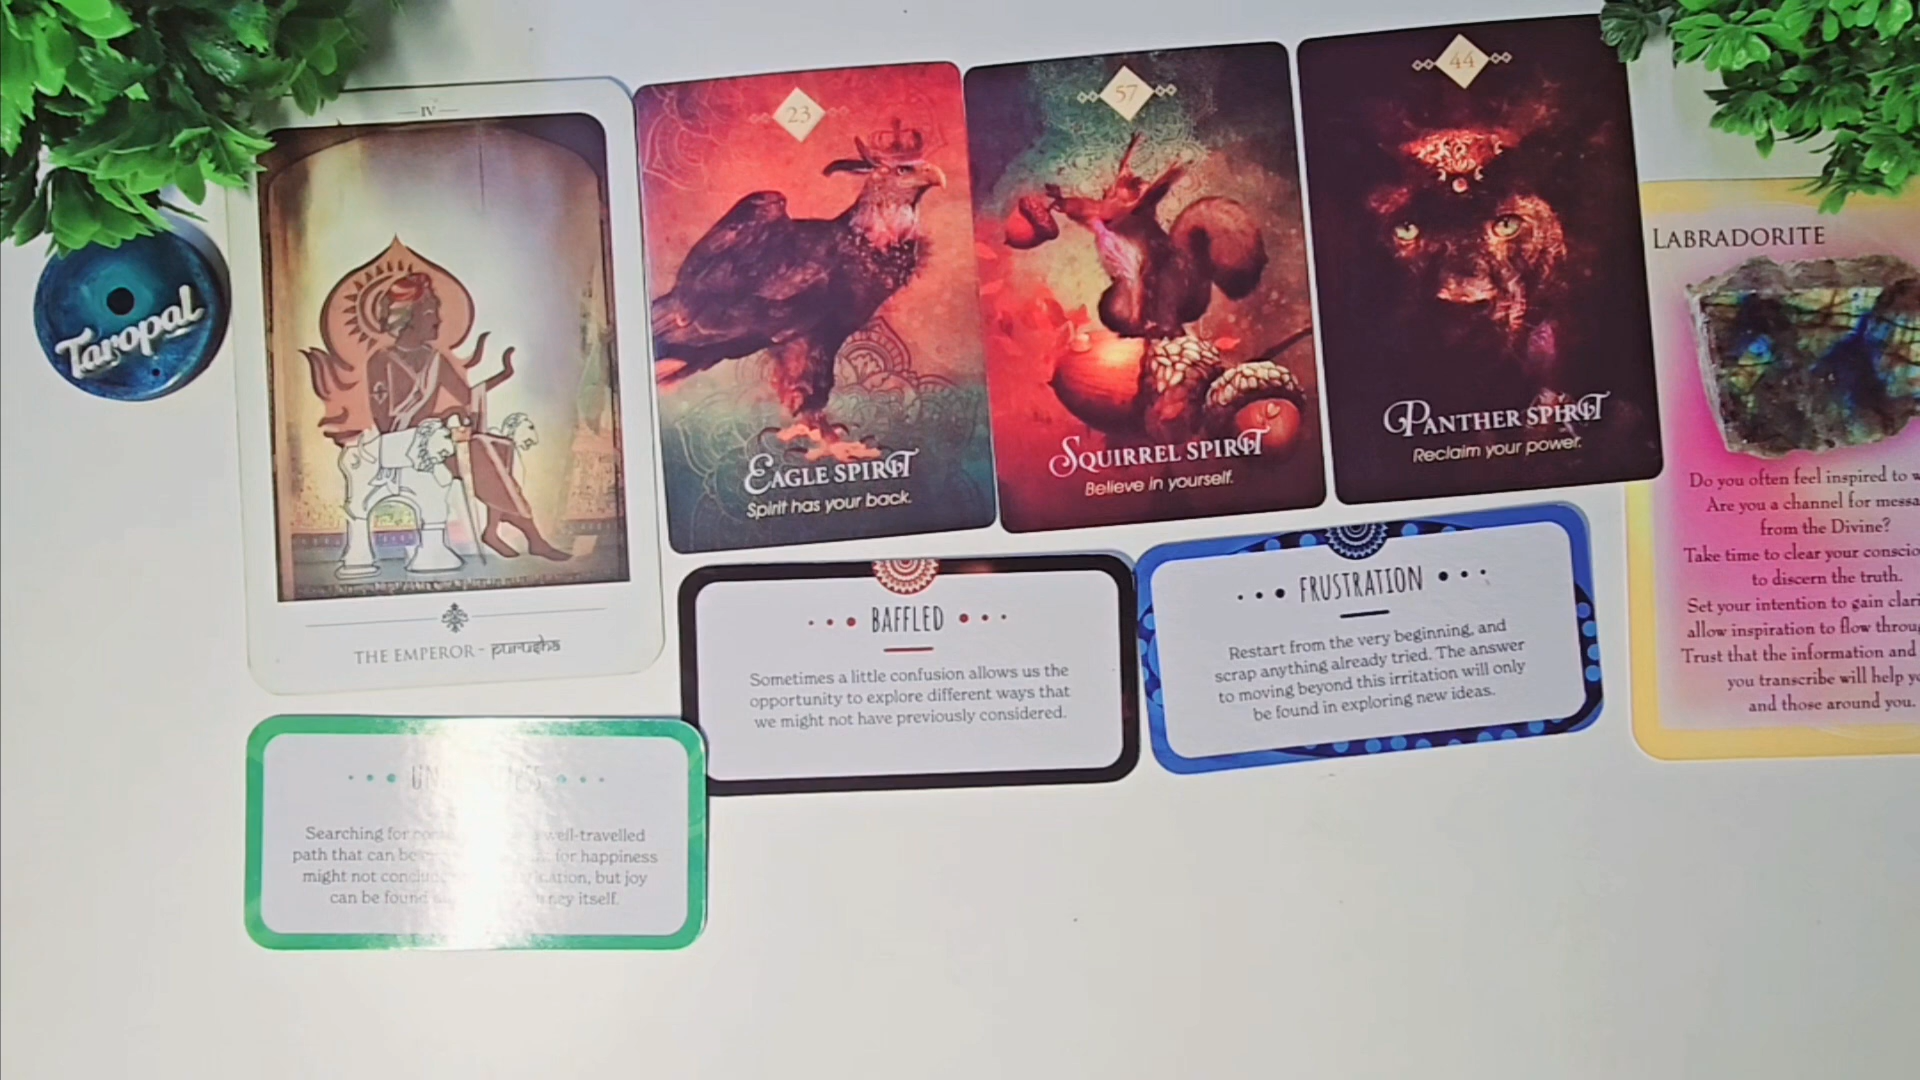 IV
THE EMPEROR - purusha
Taropal
23
EAGLE SPIRIT
Spirit has your back.
57
SQUIRREL SPIRIT
Believe in yourself.
44
PANTHER SPIRIT
Reclaim your power.
LABRADORITE
Do you often feel inspired to
Are you a channel for
from the Divine?
Take time to clear your
to discern the truth.
Set your intention to gain
allow inspiration to flow
Trust that the information and
you transcribe will help
and those around you.
BAFFLED
Sometimes a little confusion allows us the
opportunity to explore different ways that
we might not have previously considered.
FRUSTRATION
Restart from the very beginning, and
scrap anything already tried. The answer
to moving beyond this irritation will only
be found in exploring new ideas.
Searching for well-travelled
path that can for happiness
might not but joy
can be found itself.